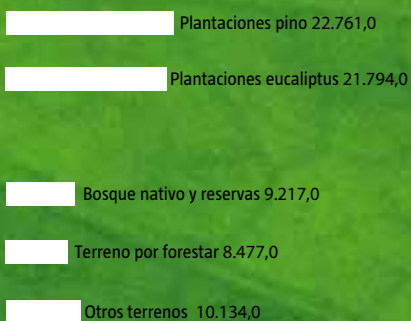 Plantaciones pino 22.761,0
Plantaciones eucaliptus 21.794,0
Bosque nativo y reservas 9.217,0
Terreno por forestar 8.477,0
Otros terrenos 10.134,0